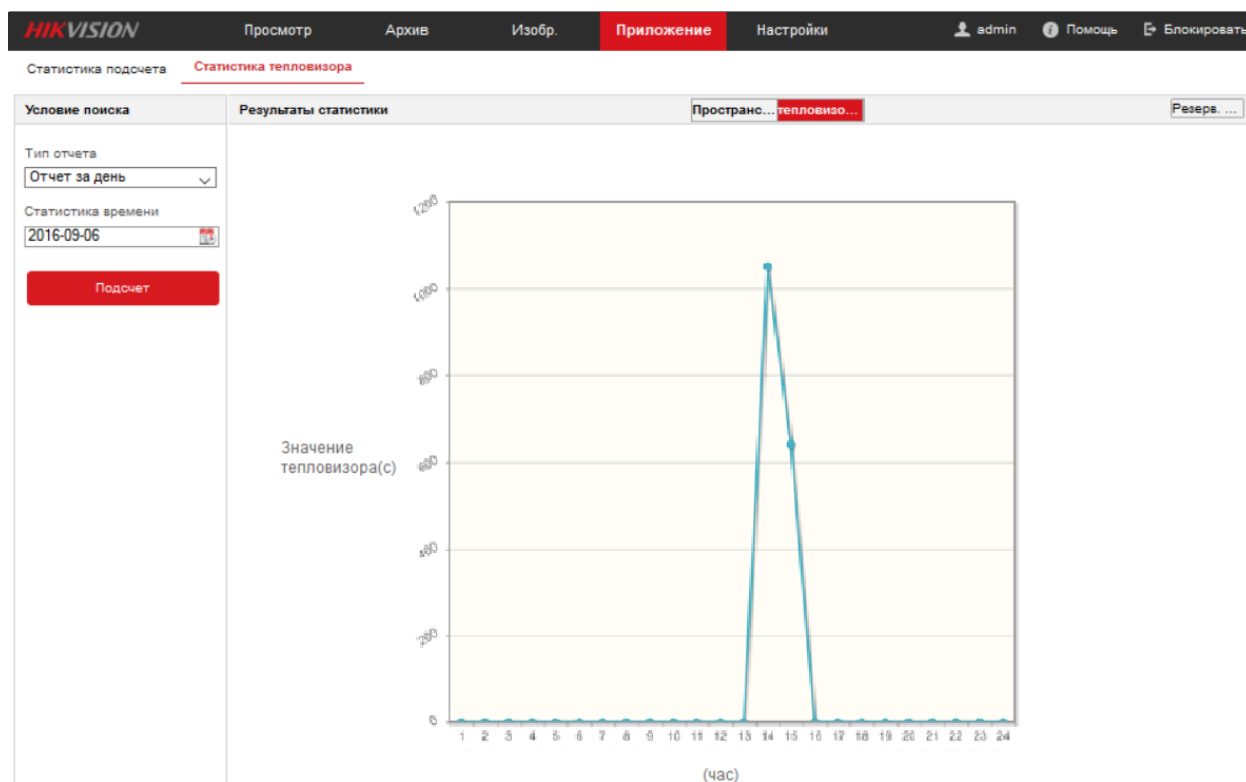 HIKVISION Просмотр Архив Изобр. Приложение Настройки admin Помощь Блокировать
Статистика подсчета Статистика тепловизора
Условие поиска Результаты статистики Пространс... тепловизо... Резерв. ...
Тип отчета
Отчет за день
Статистика времени
2016-09-06
Подсчет
1200
1000
800
600
400
200
0
Значение
тепловизора(с)
1 2 3 4 5 6 7 8 9 10 11 12 13 14 15 16 17 18 19 20 21 22 23 24
(час)